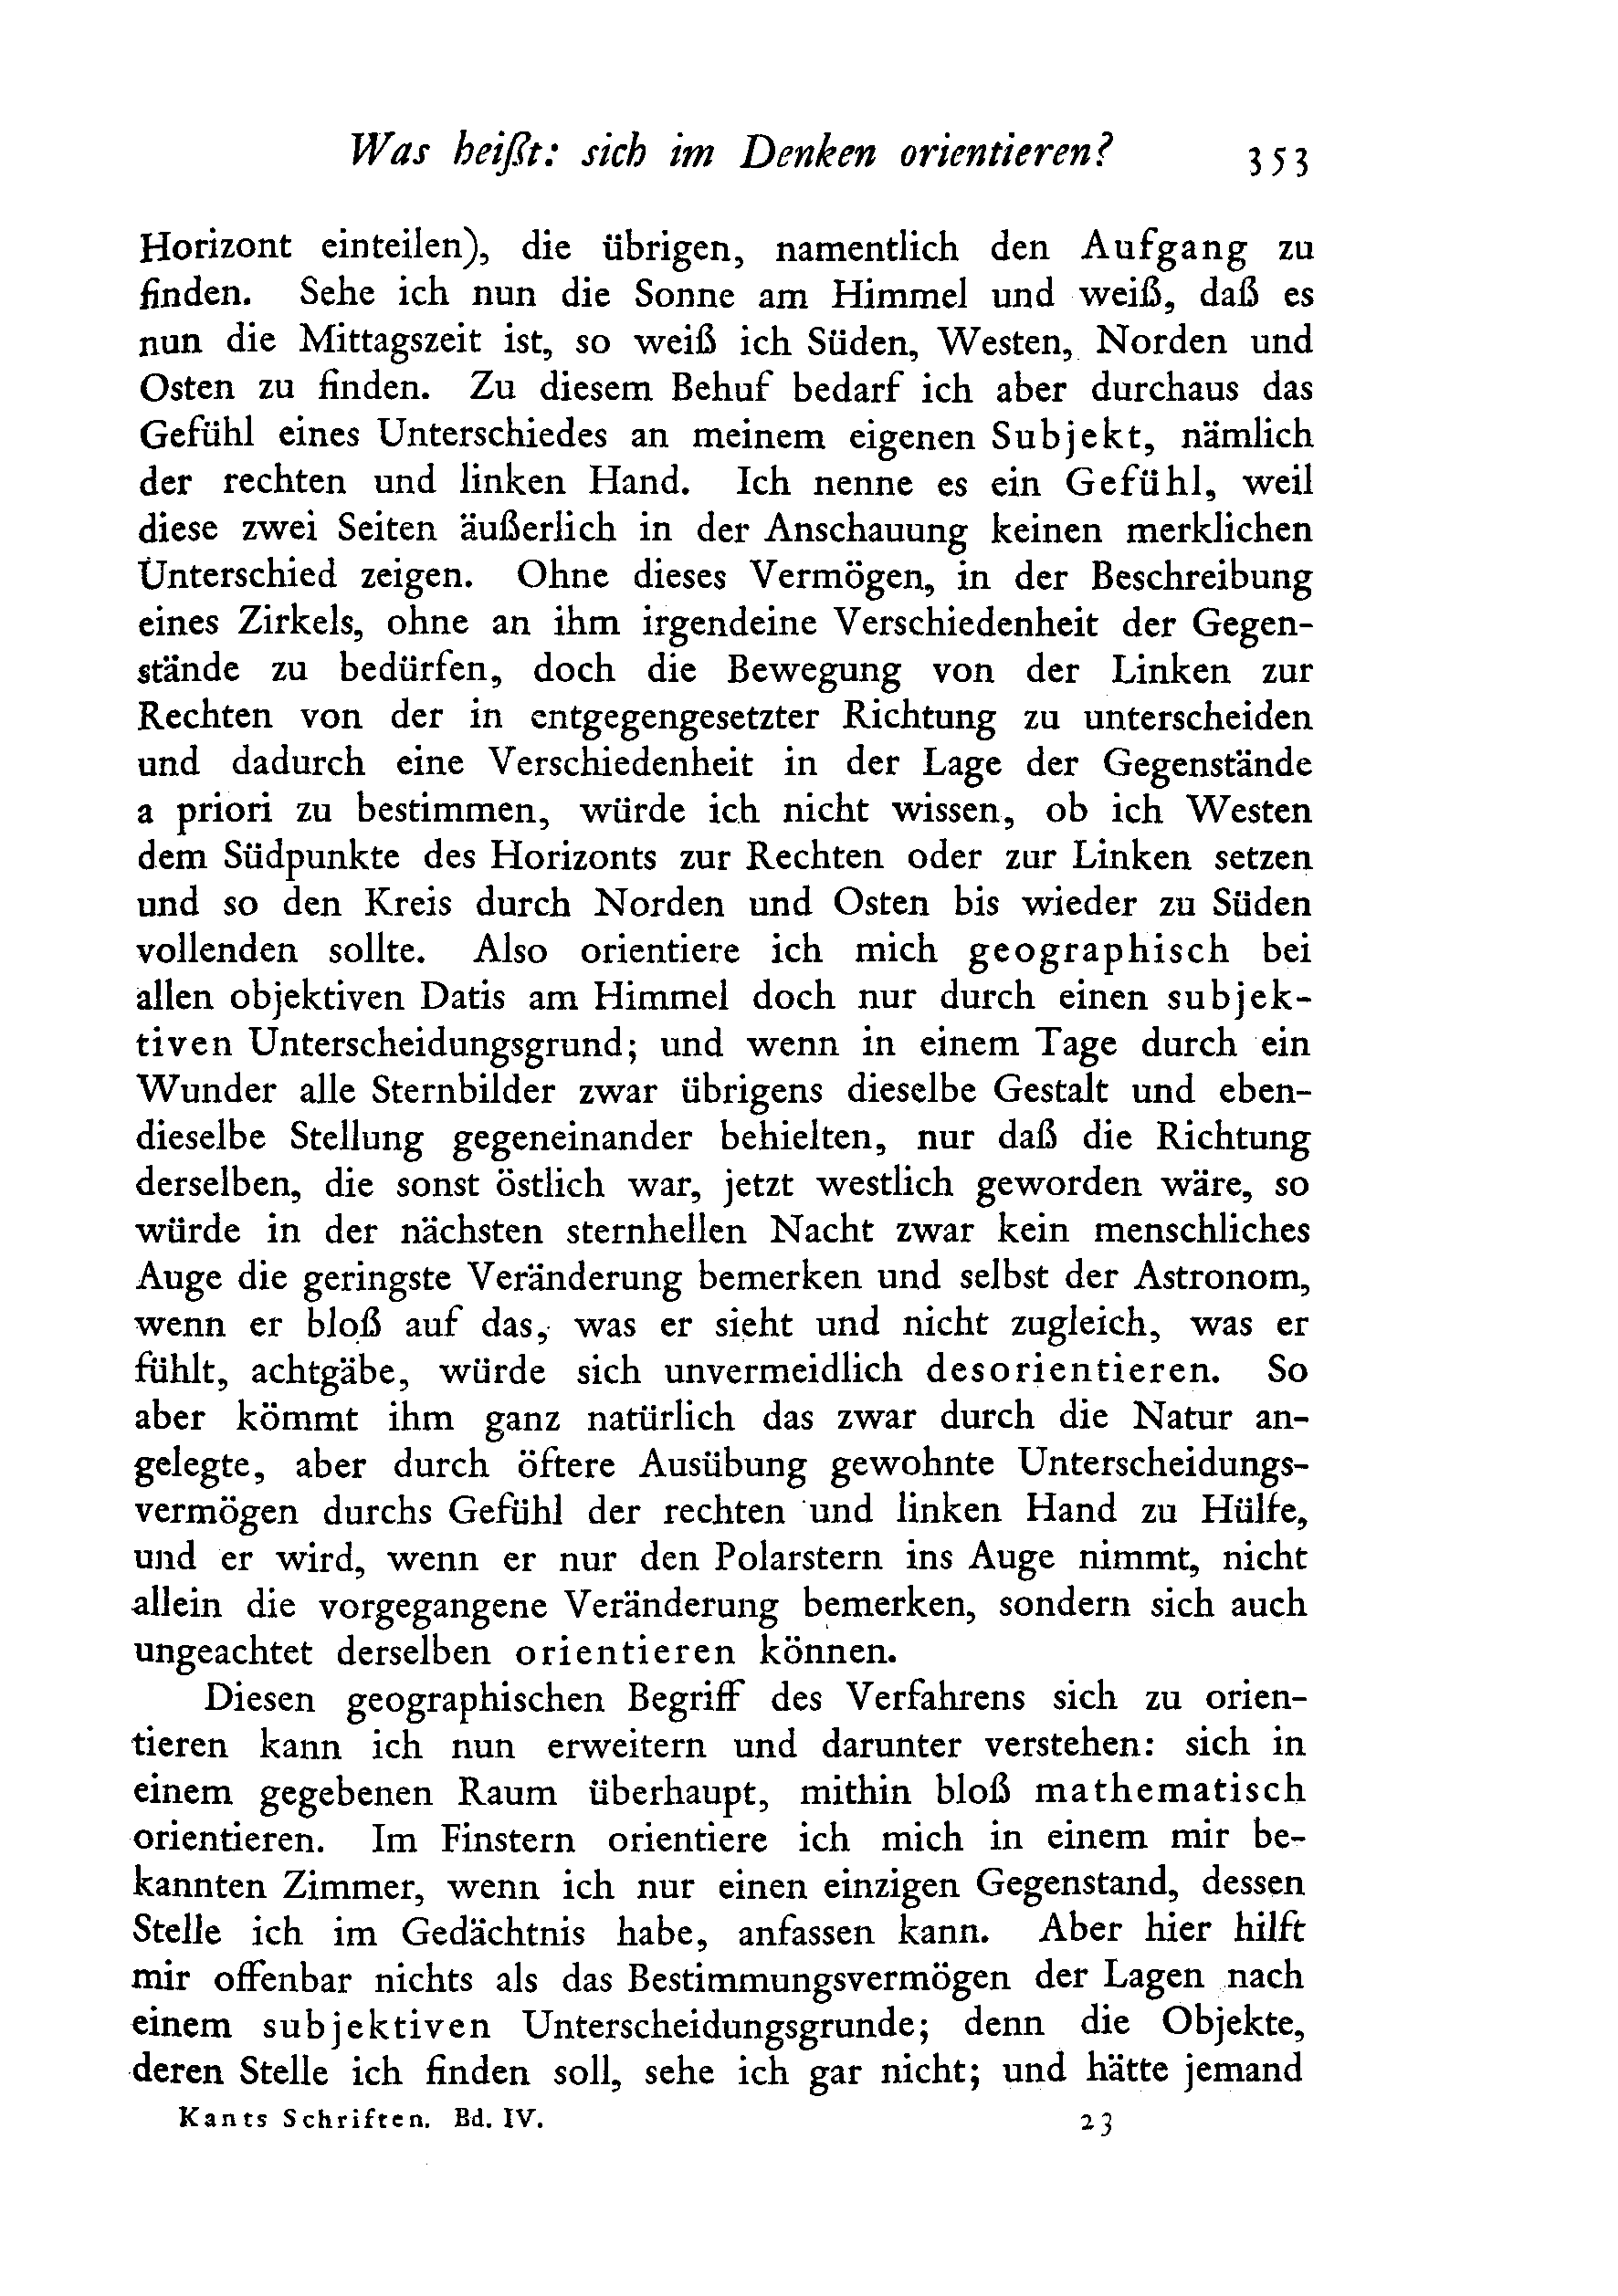 Was heißt: sich im Denken orientieren? 353
Horizont einteilen), die übrigen, namentlich den Aufgang zu
finden. Sehe ich nun die Sonne am Himmel und weiß, daß es
nun die Mittagszeit ist, so weiß ich Süden, Westen, Norden und
Osten zu finden. Zu diesem Behuf bedarf ich aber durchaus das
Gefühl eines Unterschiedes an meinem eigenen Subjekt, nämlich
der rechten und linken Hand. Ich nenne es ein Gefühl, weil
diese zwei Seiten äußerlich in der Anschauung keinen merklichen
Unterschied zeigen. Ohne dieses Vermögen, in der Beschreibung
eines Zirkels, ohne an ihm irgendeine Verschiedenheit der Gegen-
stände zu bedürfen, doch die Bewegung von der Linken zur
Rechten von der in entgegengesetzter Richtung zu unterscheiden
und dadurch eine Verschiedenheit in der Lage der Gegenstände
a priori zu bestimmen, würde ich nicht wissen, ob ich Westen
dem Südpunkte des Horizonts zur Rechten oder zur Linken setzen
und so den Kreis durch Norden und Osten bis wieder zu Süden
vollenden sollte. Also orientiere ich mich geographisch bei
allen objektiven Datis am Himmel doch nur durch einen subjek-
tiven Unterscheidungsgrund; und wenn in einem Tage durch ein
Wunder alle Sternbilder zwar übrigens dieselbe Gestalt und eben-
dieselbe Stellung gegeneinander behielten, nur daß die Richtung
derselben, die sonst östlich war, jetzt westlich geworden wäre, so
würde in der nächsten sternhellen Nacht zwar kein menschliches
Auge die geringste Veränderung bemerken und selbst der Astronom,
wenn er bloß auf das, was er sieht und nicht zugleich, was er
fühlt, achtgäbe, würde sich unvermeidlich desorientieren. So
aber kömmt ihm ganz natürlich das zwar durch die Natur an-
gelegte, aber durch öftere Ausübung gewohnte Unterscheidungs-
vermögen durchs Gefühl der rechten und linken Hand zu Hülfe,
und er wird, wenn er nur den Polarstern ins Auge nimmt, nicht
allein die vorgegangene Veränderung bemerken, sondern sich auch
ungeachtet derselben orientieren können.
Diesen geographischen Begriff des Verfahrens sich zu orien-
tieren kann ich nun erweitern und darunter verstehen: sich in
einem gegebenen Raum überhaupt, mithin bloß mathematisch
orientieren. Im Finstern orientiere ich mich in einem mir be-
kannten Zimmer, wenn ich nur einen einzigen Gegenstand, dessen
Stelle ich im Gedächtnis habe, anfassen kann. Aber hier hilft
mir offenbar nichts als das Bestimmungsvermögen der Lagen nach
einem subjektiven Unterscheidungsgrunde; denn die Objekte,
deren Stelle ich finden soll, sehe ich gar nicht; und hätte jemand
Kants Schriften. Bd. IV. 23